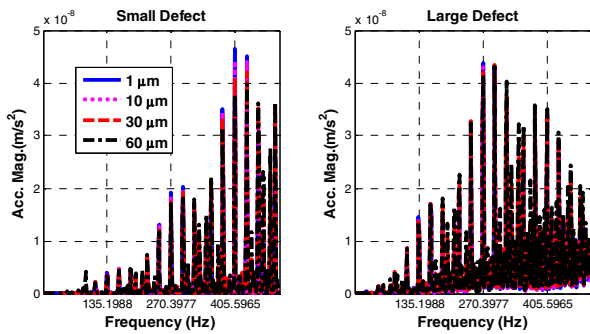 Small Defect
x 10⁻⁸
5
4
3
2
1
0
Acc. Mag.(m/s²)
1 μm
10 μm
30 μm
60 μm
135.1988 270.3977 405.5965
Frequency (Hz)
Large Defect
x 10⁻⁸
5
4
3
2
1
0
Acc. Mag.(m/s²)
135.1988 270.3977 405.5965
Frequency (Hz)